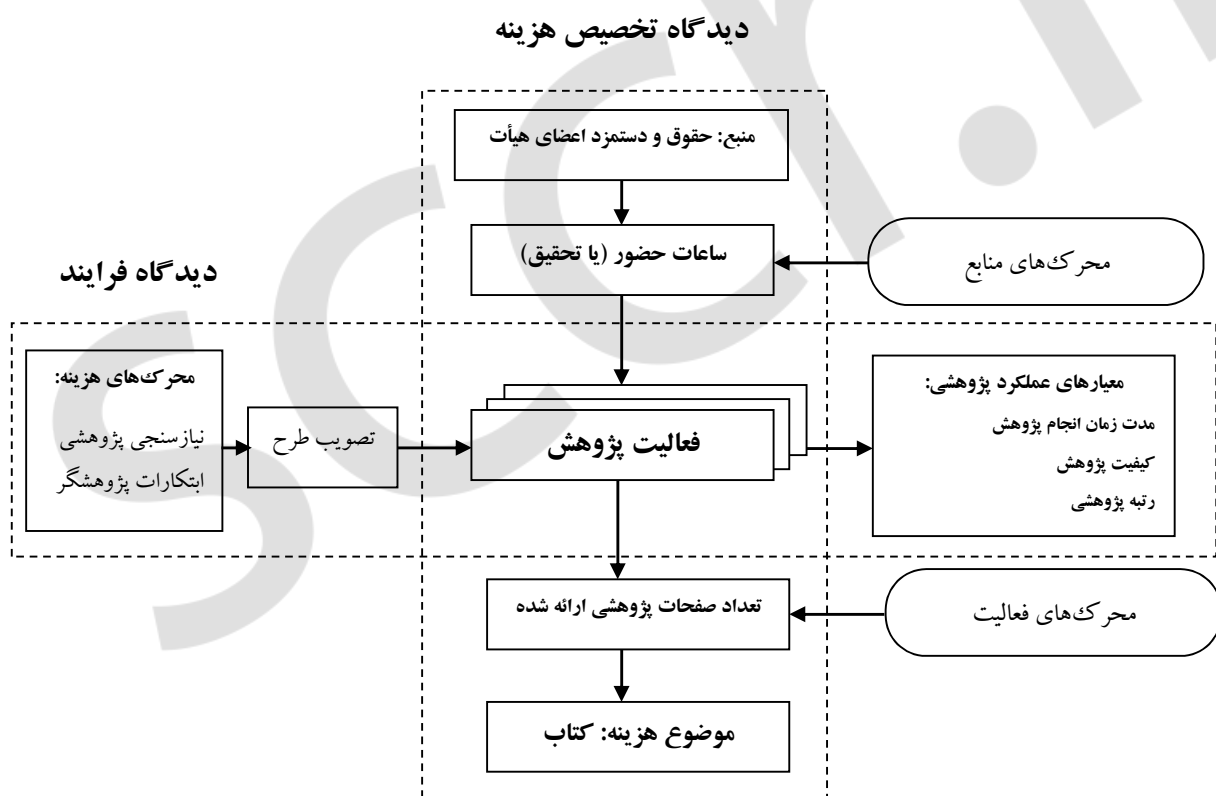 دیدگاه تخصیص هزینه
منبع: حقوق و دستمزد اعضای هیأت
ساعات حضور (یا تحقیق)
محرک‌های منابع
دیدگاه فرایند
محرک‌های هزینه:
نیازسنجی پژوهشی
ابتکارات پژوهشگر
تصویب طرح
فعالیت پژوهش
معیارهای عملکرد پژوهشی:
مدت زمان انجام پژوهش
کیفیت پژوهش
رتبه پژوهشی
تعداد صفحات پژوهشی ارائه شده
محرک‌های فعالیت
موضوع هزینه: کتاب
sccr.ir